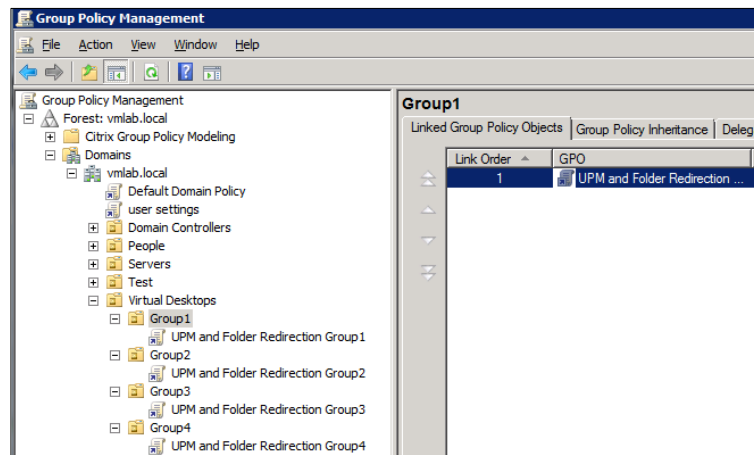 Group Policy Management
File Action View Window Help
Group Policy Management
Forest: vmlab.local
Citrix Group Policy Modeling
Domains
vmlab.local
Default Domain Policy
user settings
Domain Controllers
People
Servers
Test
Virtual Desktops
Group1
UPM and Folder Redirection Group1
Group2
UPM and Folder Redirection Group2
Group3
UPM and Folder Redirection Group3
Group4
UPM and Folder Redirection Group4
Group1
Linked Group Policy Objects Group Policy Inheritance Deleg
Link Order GPO
1 UPM and Folder Redirection ...